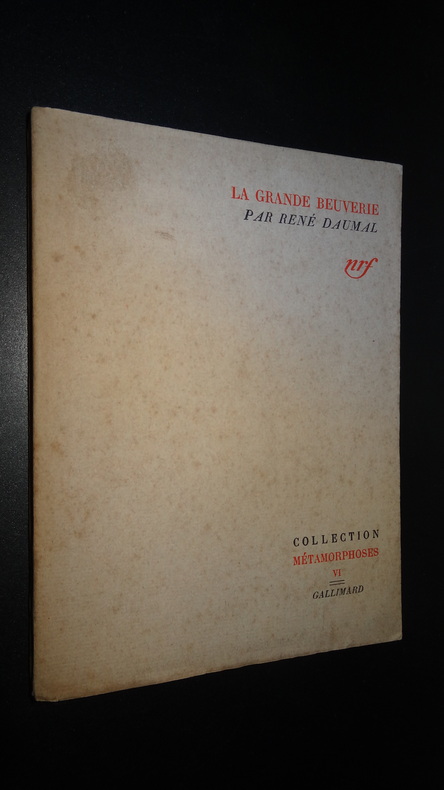 LA GRANDE BEUVERIE
PAR RENÉ DAUMAL
nrf
COLLECTION
MÉTAMORPHOSES
VI
GALLIMARD